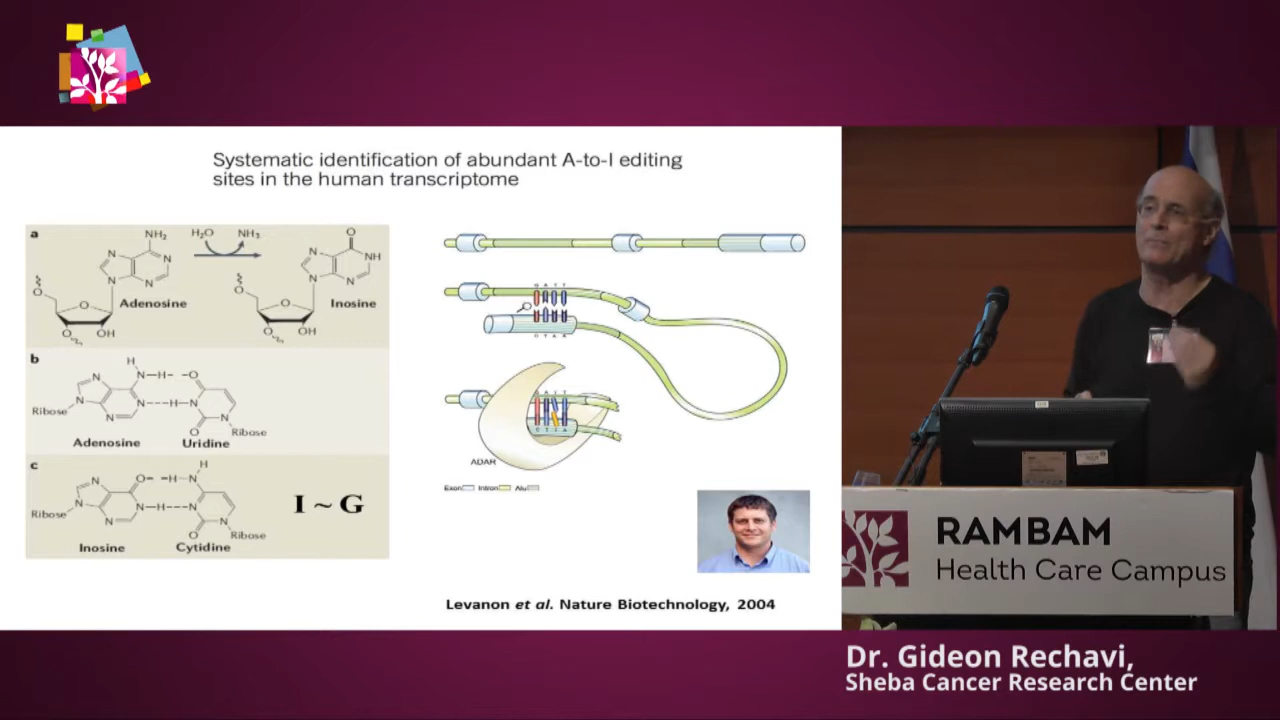 Systematic identification of abundant A-to-I editing
sites in the human transcriptome
a
NH₂
H₂O
NH₃
O
N
N
N
N
N
NH
N
N
O
O
O
O
OH
OH
O
O
Adenosine
Inosine
b
H
N—H- -O
N---H-N
N
N
N
O
N
Ribose
Ribose
Adenosine
Uridine
c
H
O- -H-N
N-H---N
N
N
N
O
N
Ribose
Ribose
Inosine
Cytidine
I ~ G
G A T T
C T A A
G A T T
C T I A
ADAR
Exon
Intron
Alu
Levanon et al. Nature Biotechnology, 2004
RAMBAM
Health Care Campus
Dr. Gideon Rechavi,
Sheba Cancer Research Center